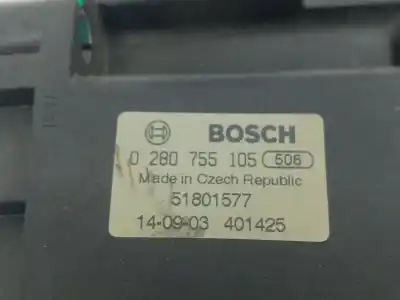 BOSCH
0 280 755 105 506
Made in Czech Republic
51801577
14-09-03 401425